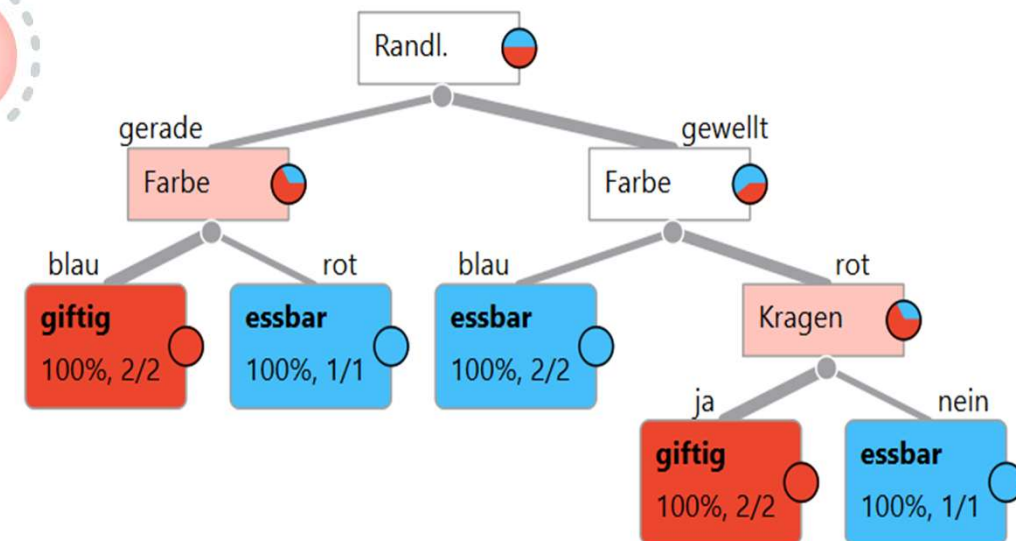 Randl.
gerade
gewellt
Farbe
Farbe
blau
rot
blau
rot
giftig
100%, 2/2
essbar
100%, 1/1
essbar
100%, 2/2
Kragen
ja
nein
giftig
100%, 2/2
essbar
100%, 1/1